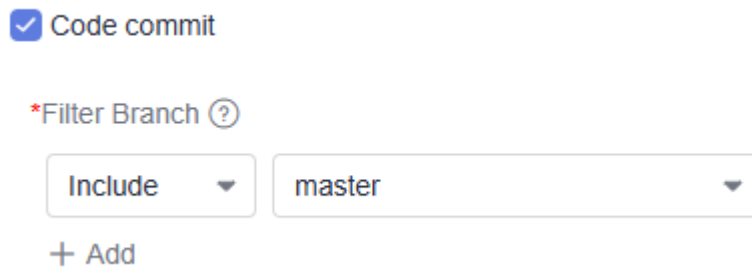 Code commit
*Filter Branch ?
Include master
+ Add